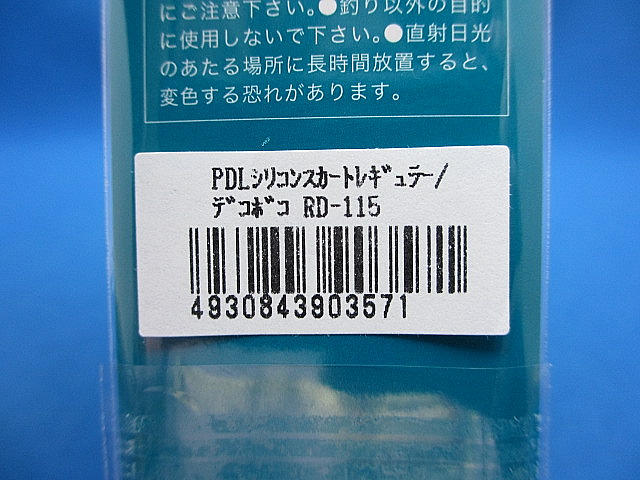 にご注意下さい。●釣り以外の目的
に使用しないで下さい。●直射日光
のあたる場所に長時間放置すると、
変色する恐れがあります。
PDLシリコンスカートレギュラー/
デコボコ RD-115
4930843903571